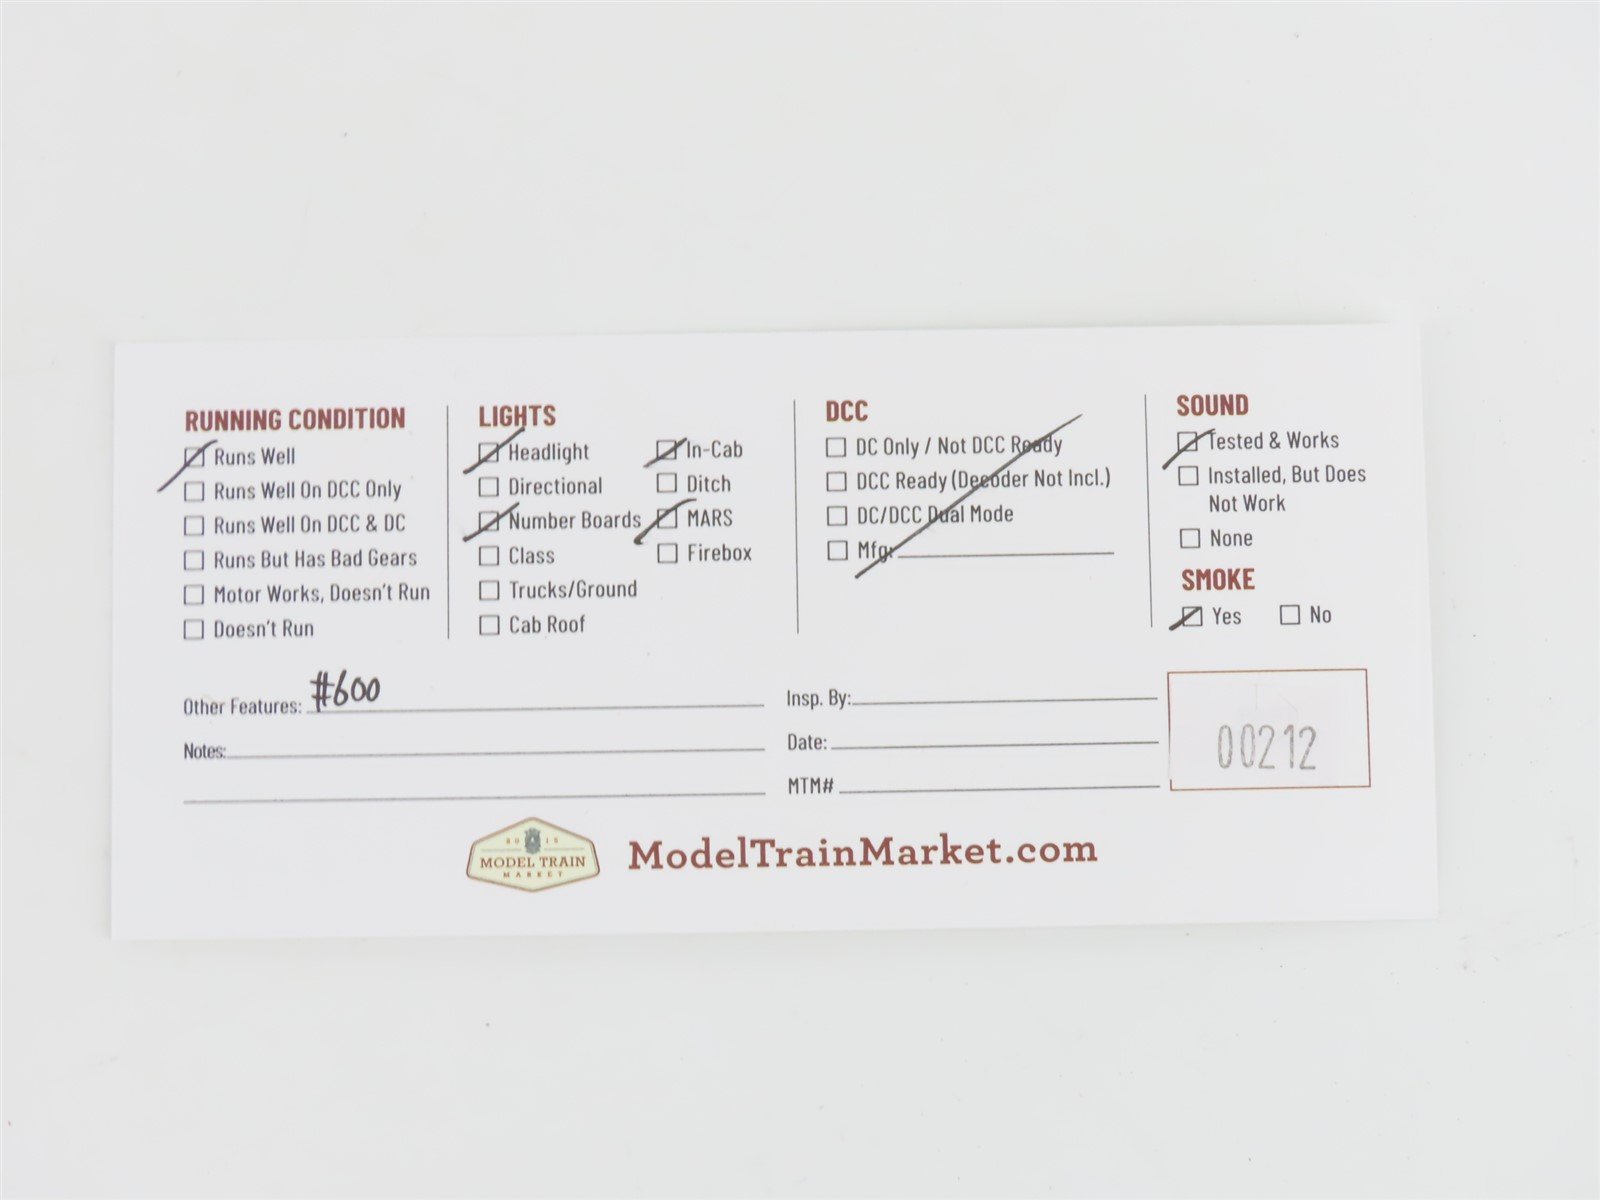 RUNNING CONDITION
Runs Well
Runs Well On DCC Only
Runs Well On DCC & DC
Runs But Has Bad Gears
Motor Works, Doesn't Run
Doesn't Run
LIGHTS
Headlight
Directional
Number Boards
Class
Trucks/Ground
Cab Roof
In-Cab
Ditch
MARS
Firebox
DCC
DC Only / Not DCC Ready
DCC Ready (Decoder Not Incl.)
DC/DCC Dual Mode
Mfg:
SOUND
Tested & Works
Installed, But Does
Not Work
None
SMOKE
Yes No
Other Features: #600
Notes:
Insp. By:
Date:
MTM#
00212
2015
MODEL TRAIN
MARKET
ModelTrainMarket.com